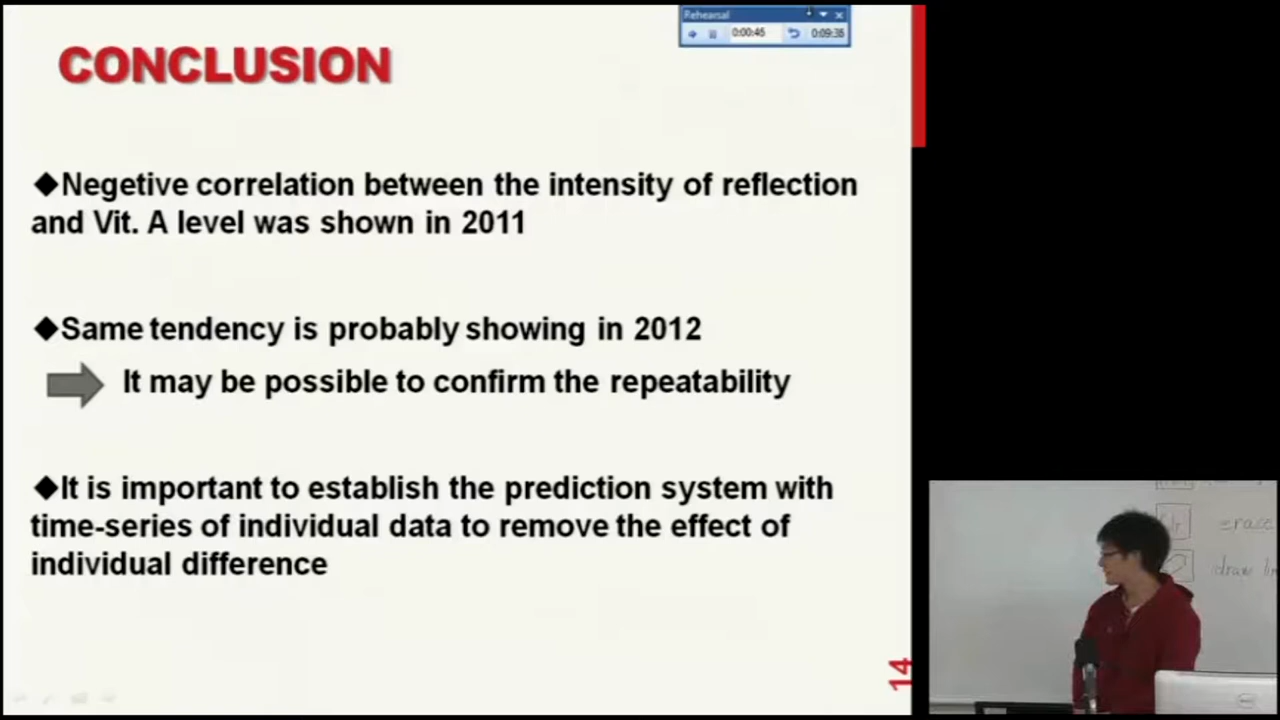 CONCLUSION
Rehearsal
0:00:46
0:09:36
◆Negetive correlation between the intensity of reflection
and Vit. A level was shown in 2011
◆Same tendency is probably showing in 2012
It may be possible to confirm the repeatability
◆It is important to establish the prediction system with
time-series of individual data to remove the effect of
individual difference
14
erace
draw